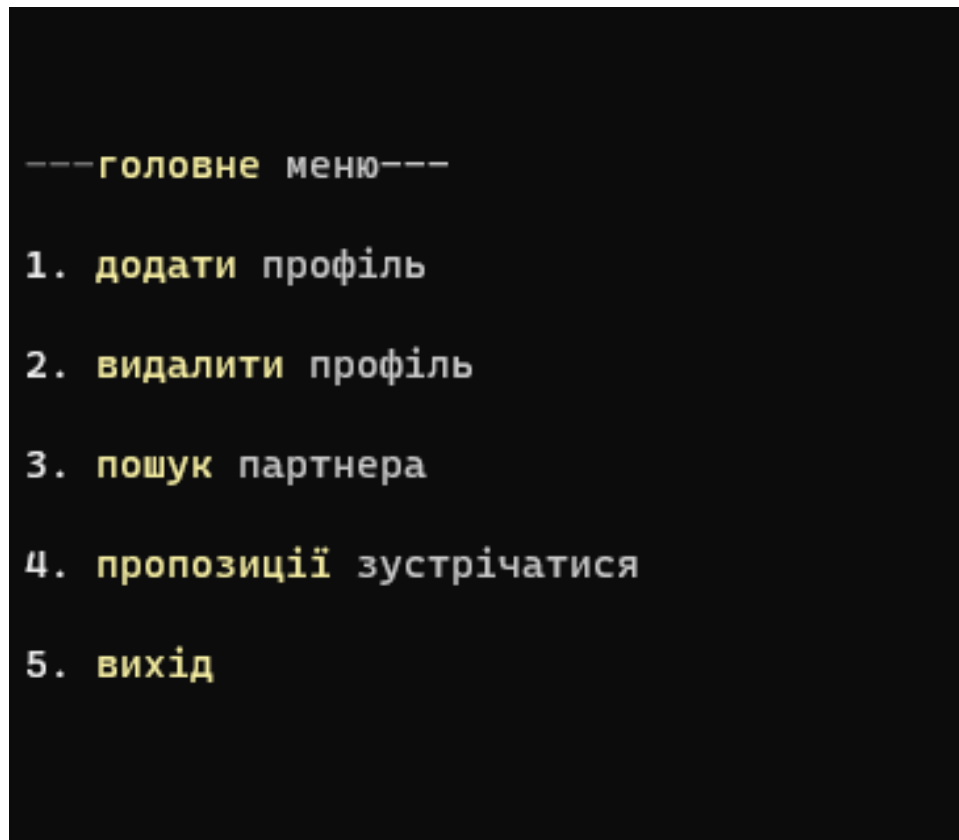 ---головне меню---
1. додати профіль
2. видалити профіль
3. пошук партнера
4. пропозиції зустрічатися
5. вихід